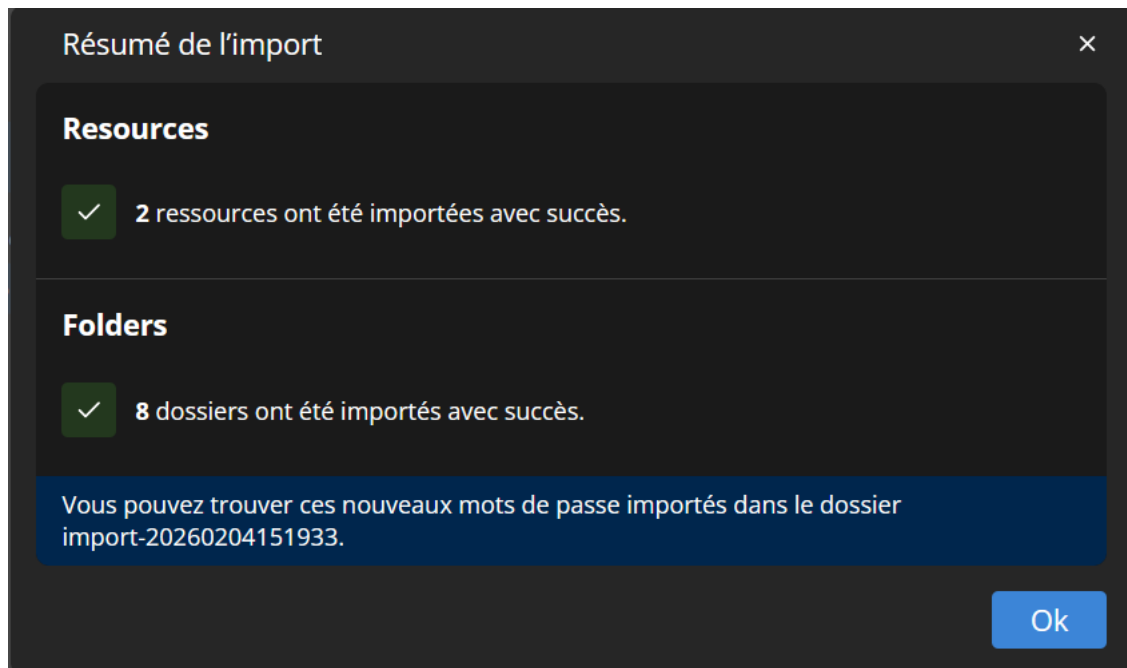 Résumé de l’import
Resources
2 ressources ont été importées avec succès.
Folders
8 dossiers ont été importés avec succès.
Vous pouvez trouver ces nouveaux mots de passe importés dans le dossier
import-20260204151933.
Ok